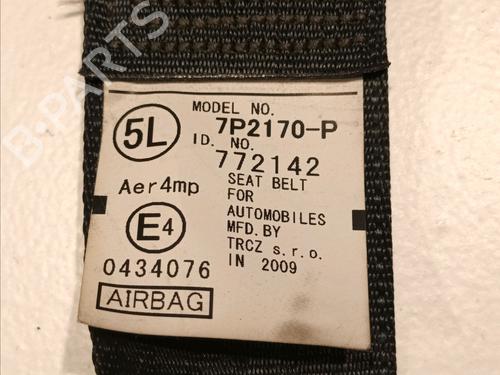 B-PARTS
MODEL NO.
5L
7P2170-P
ID. NO.
772142
Aer4mp
SEAT BELT
FOR
AUTOMOBILES
E4
MFD. BY
TRCZ s.r.o.
0434076
IN 2009
AIRBAG